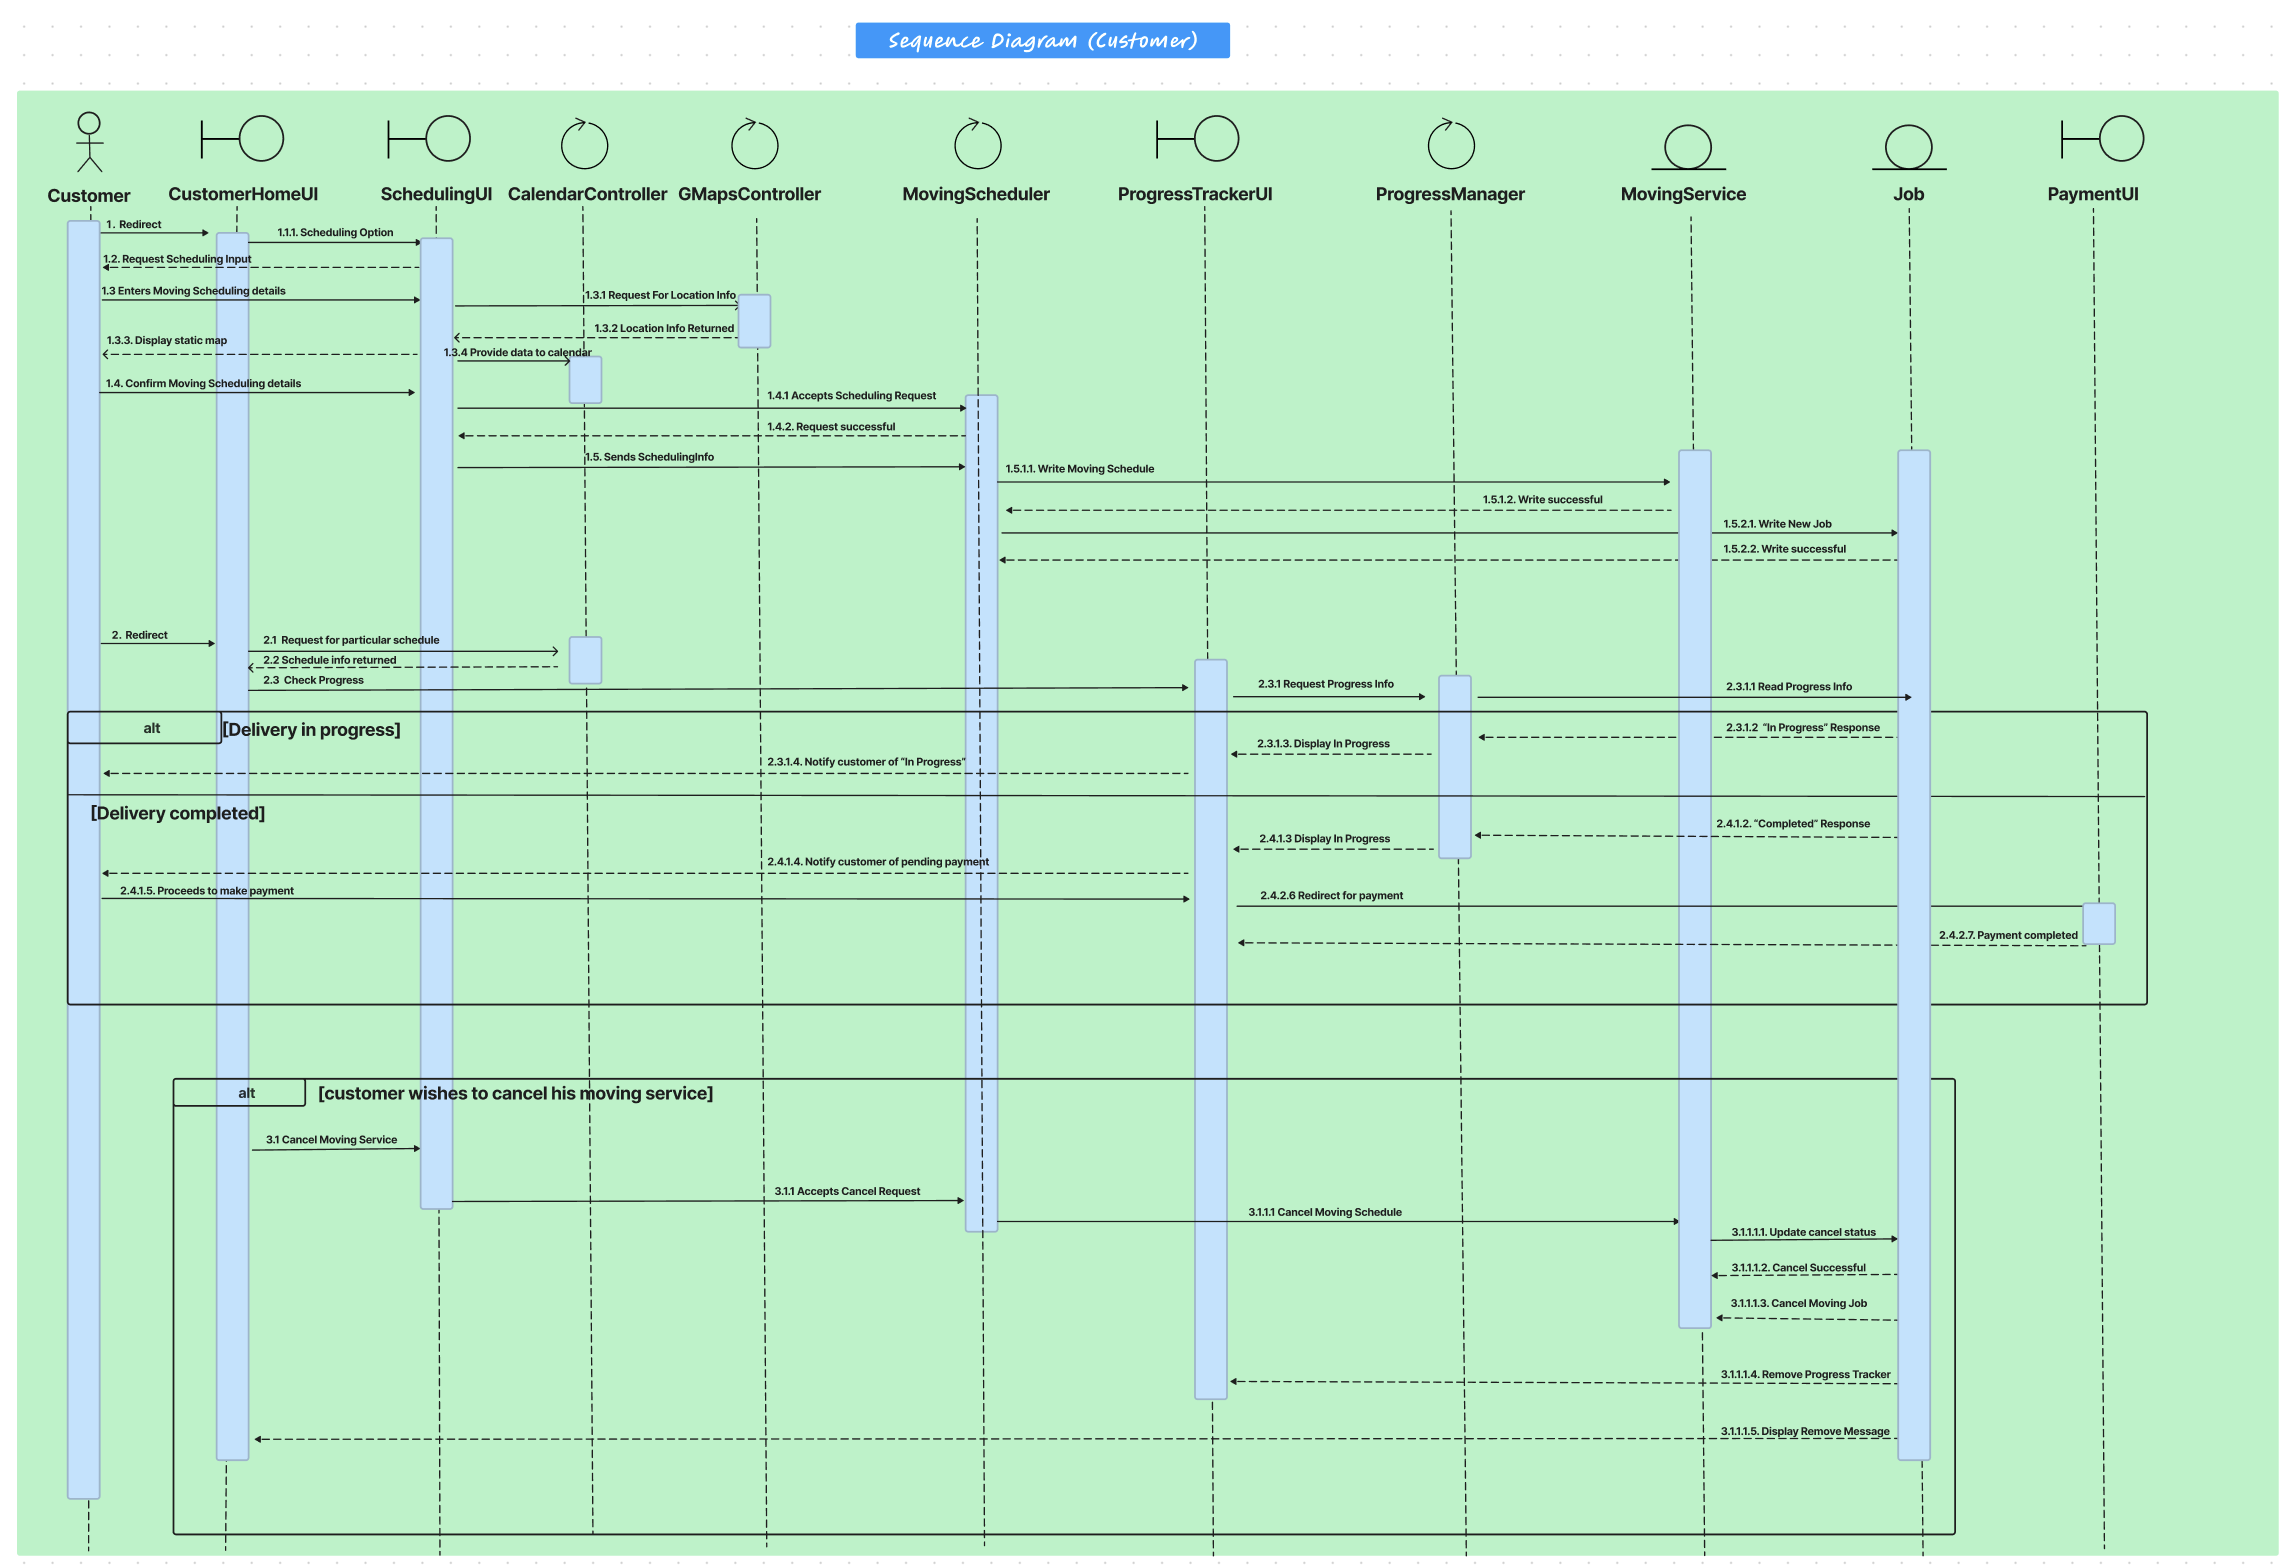 Sequence Diagram (Customer)
Customer
CustomerHomeUI
SchedulingUI
CalendarController
GMapsController
MovingScheduler
ProgressTrackerUI
ProgressManager
MovingService
Job
PaymentUI
1. Redirect
1.1.1. Scheduling Option
1.2. Request Scheduling Input
1.3 Enters Moving Scheduling details
1.3.1 Request For Location Info
1.3.2 Location Info Returned
1.3.3. Display static map
1.3.4 Provide data to calendar
1.4. Confirm Moving Scheduling details
1.4.1 Accepts Scheduling Request
1.4.2. Request successful
1.5. Sends SchedulingInfo
1.5.1.1. Write Moving Schedule
1.5.1.2. Write successful
1.5.2.1. Write New Job
1.5.2.2. Write successful
2. Redirect
2.1 Request for particular schedule
2.2 Schedule info returned
2.3 Check Progress
2.3.1 Request Progress Info
2.3.1.1 Read Progress Info
alt
[Delivery in progress]
2.3.1.2 “In Progress” Response
2.3.1.3. Display In Progress
2.3.1.4. Notify customer of “In Progress”
[Delivery completed]
2.4.1.2. “Completed” Response
2.4.1.3 Display In Progress
2.4.1.4. Notify customer of pending payment
2.4.1.5. Proceeds to make payment
2.4.2.6 Redirect for payment
2.4.2.7. Payment completed
alt
[customer wishes to cancel his moving service]
3.1 Cancel Moving Service
3.1.1 Accepts Cancel Request
3.1.1.1 Cancel Moving Schedule
3.1.1.1.1. Update cancel status
3.1.1.1.2. Cancel Successful
3.1.1.1.3. Cancel Moving Job
3.1.1.1.4. Remove Progress Tracker
3.1.1.1.5. Display Remove Message